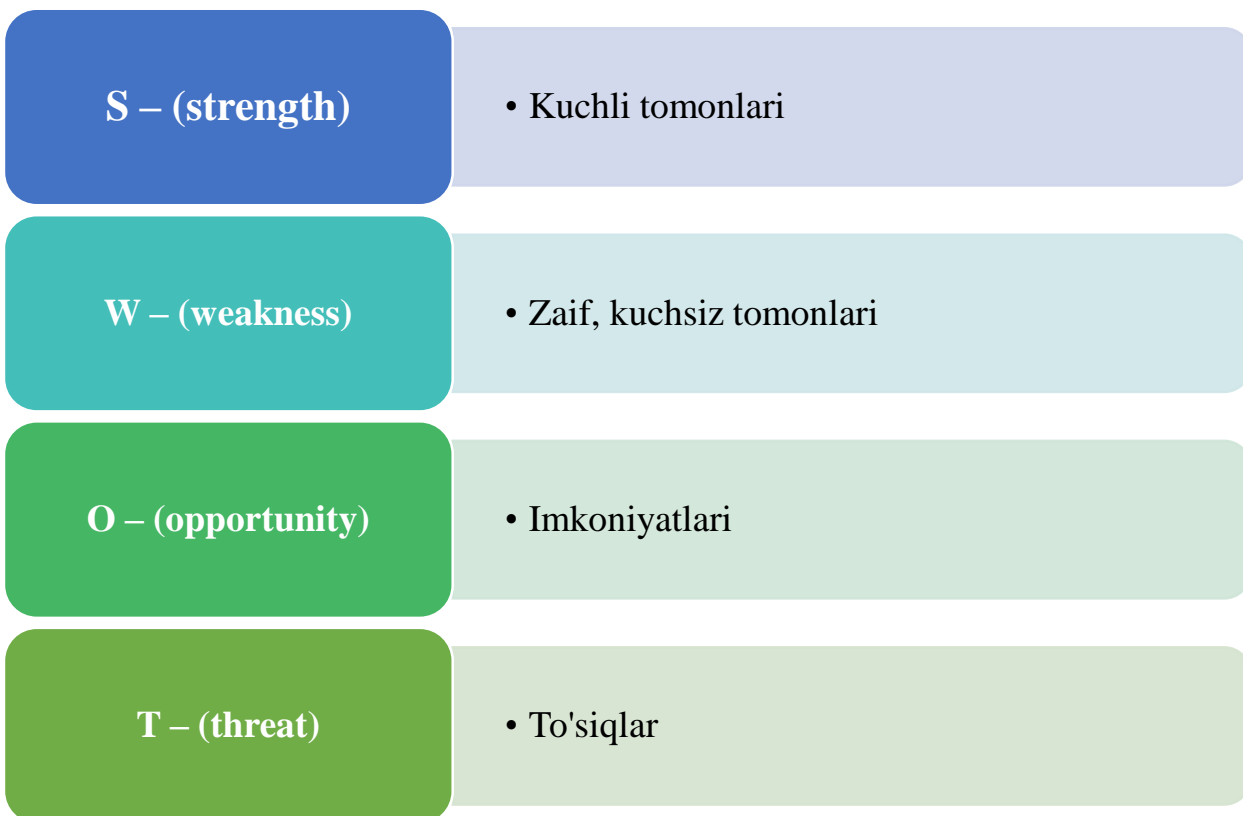 S – (strength)
• Kuchli tomonlari
W – (weakness)
• Zaif, kuchsiz tomonlari
O – (opportunity)
• Imkoniyatlari
T – (threat)
• To'siqlar